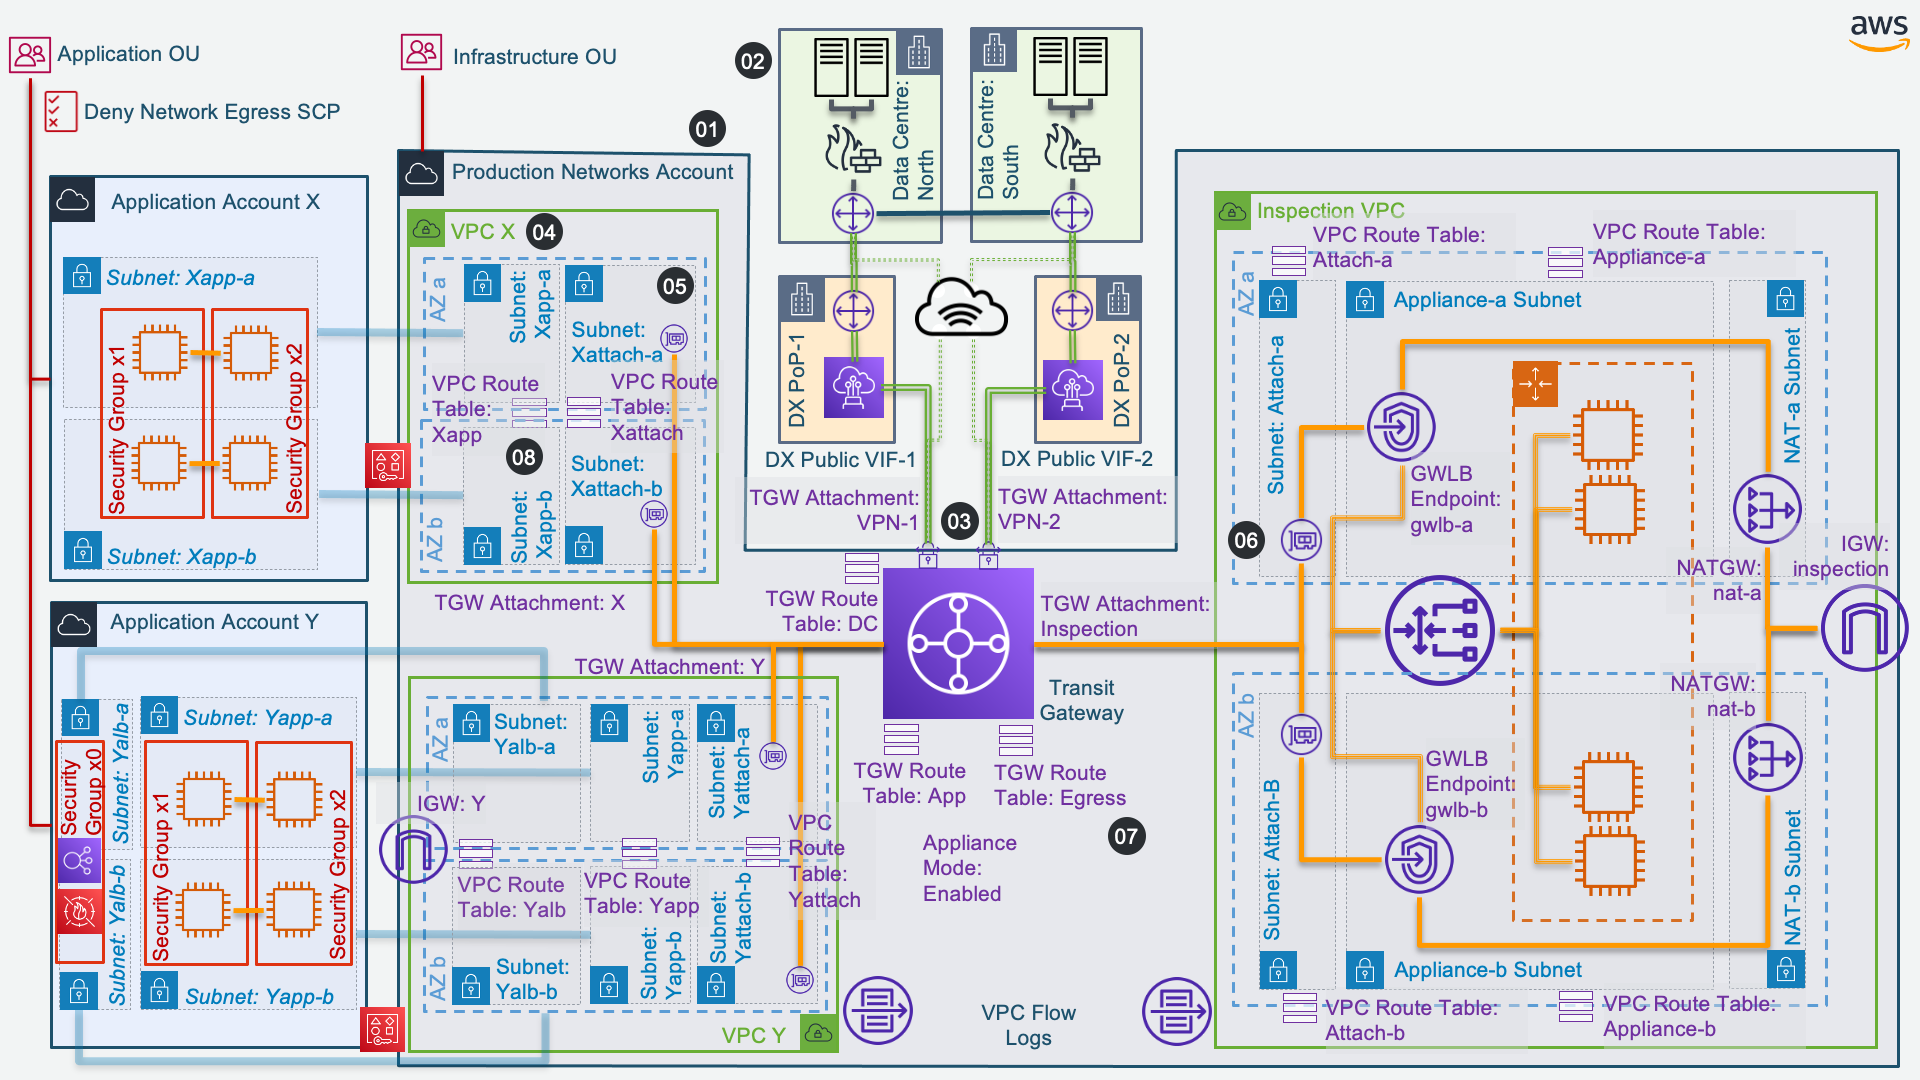 aws
Application OU
Deny Network Egress SCP
Infrastructure OU
01
02
Data Centre:
North
Data Centre:
South
Application Account X
Subnet: Xapp-a
Security Group x1
Security Group x2
Subnet: Xapp-b
Production Networks Account
VPC X
04
AZ a
Subnet:
Xapp-a
05
Subnet:
Xattach-a
VPC Route
Table:
Xapp
VPC Route
Table:
Xattach
08
Subnet:
Xattach-b
AZ b
Subnet:
Xapp-b
TGW Attachment: X
DX PoP-1
DX PoP-2
DX Public VIF-1
DX Public VIF-2
TGW Attachment:
VPN-1
03
TGW Attachment:
VPN-2
TGW Route
Table: DC
TGW Attachment:
Inspection
TGW Attachment: Y
Transit
Gateway
TGW Route
Table: App
TGW Route
Table: Egress
07
Appliance
Mode:
Enabled
VPC Flow
Logs
Application Account Y
Subnet: Yalb-a
Subnet: Yapp-a
Security
Group x0
Security Group x1
Security Group x2
Subnet: Yalb-b
Subnet: Yapp-b
IGW: Y
AZ a
Subnet:
Yalb-a
Subnet:
Yapp-a
Subnet:
Yattach-a
VPC
Route
Table:
Yattach
VPC Route
Table: Yalb
VPC Route
Table: Yapp
AZ b
Subnet:
Yalb-b
Subnet:
Yapp-b
Subnet:
Yattach-b
VPC Y
Inspection VPC
VPC Route Table:
Attach-a
VPC Route Table:
Appliance-a
AZ a
Subnet: Attach-a
Appliance-a Subnet
NAT-a Subnet
GWLB
Endpoint:
gwlb-a
06
NATGW:
nat-a
IGW:
inspection
NATGW:
nat-b
AZ b
Subnet: Attach-B
GWLB
Endpoint:
gwlb-b
NAT-b Subnet
Appliance-b Subnet
VPC Route Table:
Attach-b
VPC Route Table:
Appliance-b